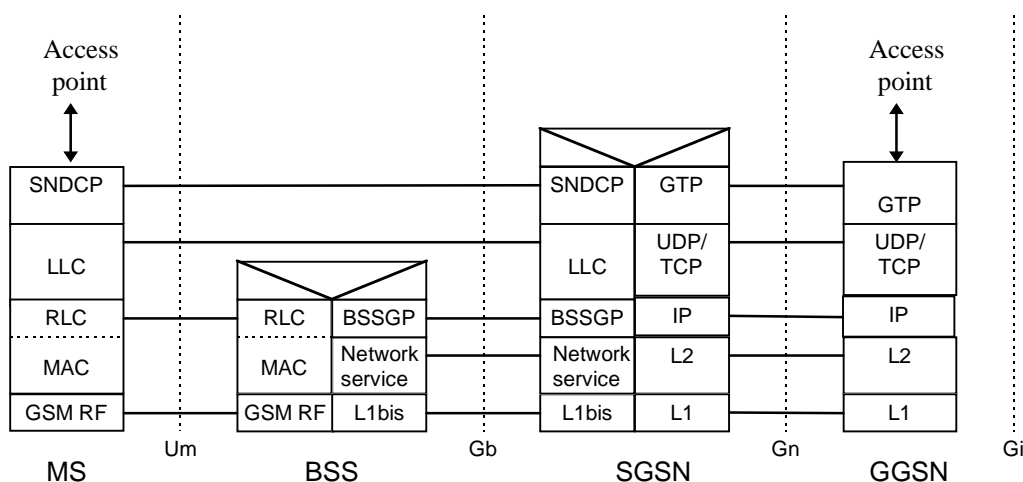 Access
point
Access
point
SNDCP
SNDCP
GTP
GTP
LLC
LLC
UDP/
TCP
UDP/
TCP
RLC
RLC
BSSGP
BSSGP
IP
IP
MAC
MAC
Network
service
Network
service
L2
L2
GSM RF
GSM RF
L1bis
L1bis
L1
L1
Um
Gb
Gn
Gi
MS
BSS
SGSN
GGSN